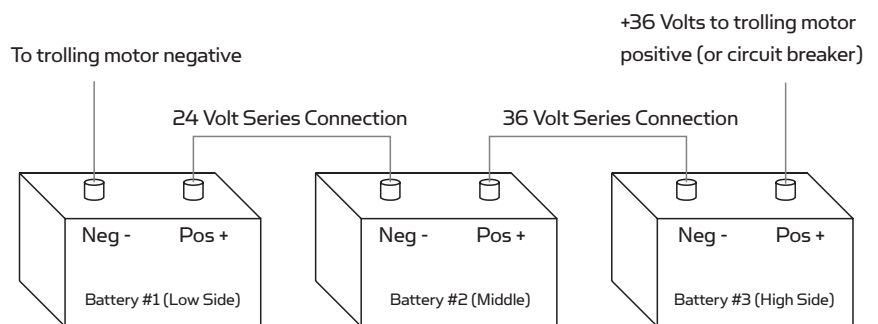 +36 Volts to trolling motor
positive (or circuit breaker)
To trolling motor negative
24 Volt Series Connection
36 Volt Series Connection
Neg -
Pos +
Neg -
Pos +
Neg -
Pos +
Battery #1 (Low Side)
Battery #2 (Middle)
Battery #3 (High Side)